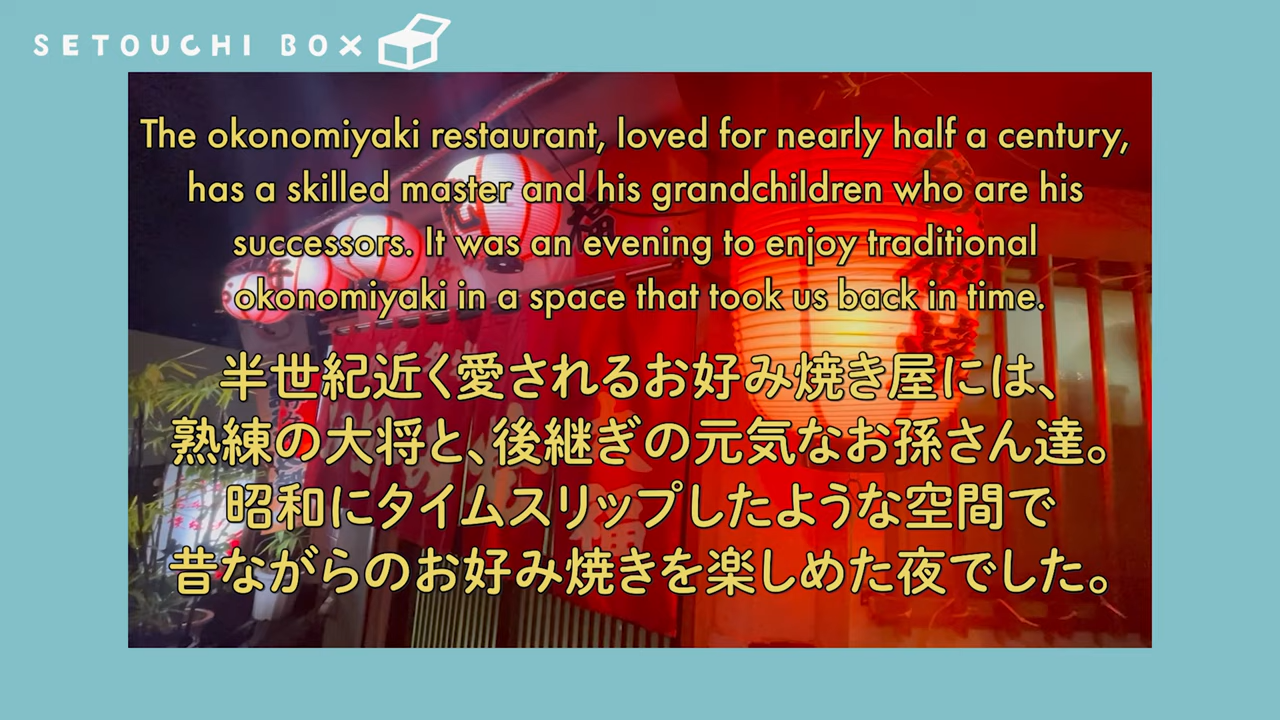 SETOUCHI BOX
The okonomiyaki restaurant, loved for nearly half a century,
has a skilled master and his grandchildren who are his
successors. It was an evening to enjoy traditional
okonomiyaki in a space that took us back in time.
半世紀近く愛されるお好み焼き屋には、
熟練の大将と、後継ぎの元気なお孫さん達。
昭和にタイムスリップしたような空間で
昔ながらのお好み焼きを楽しめた夜でした。